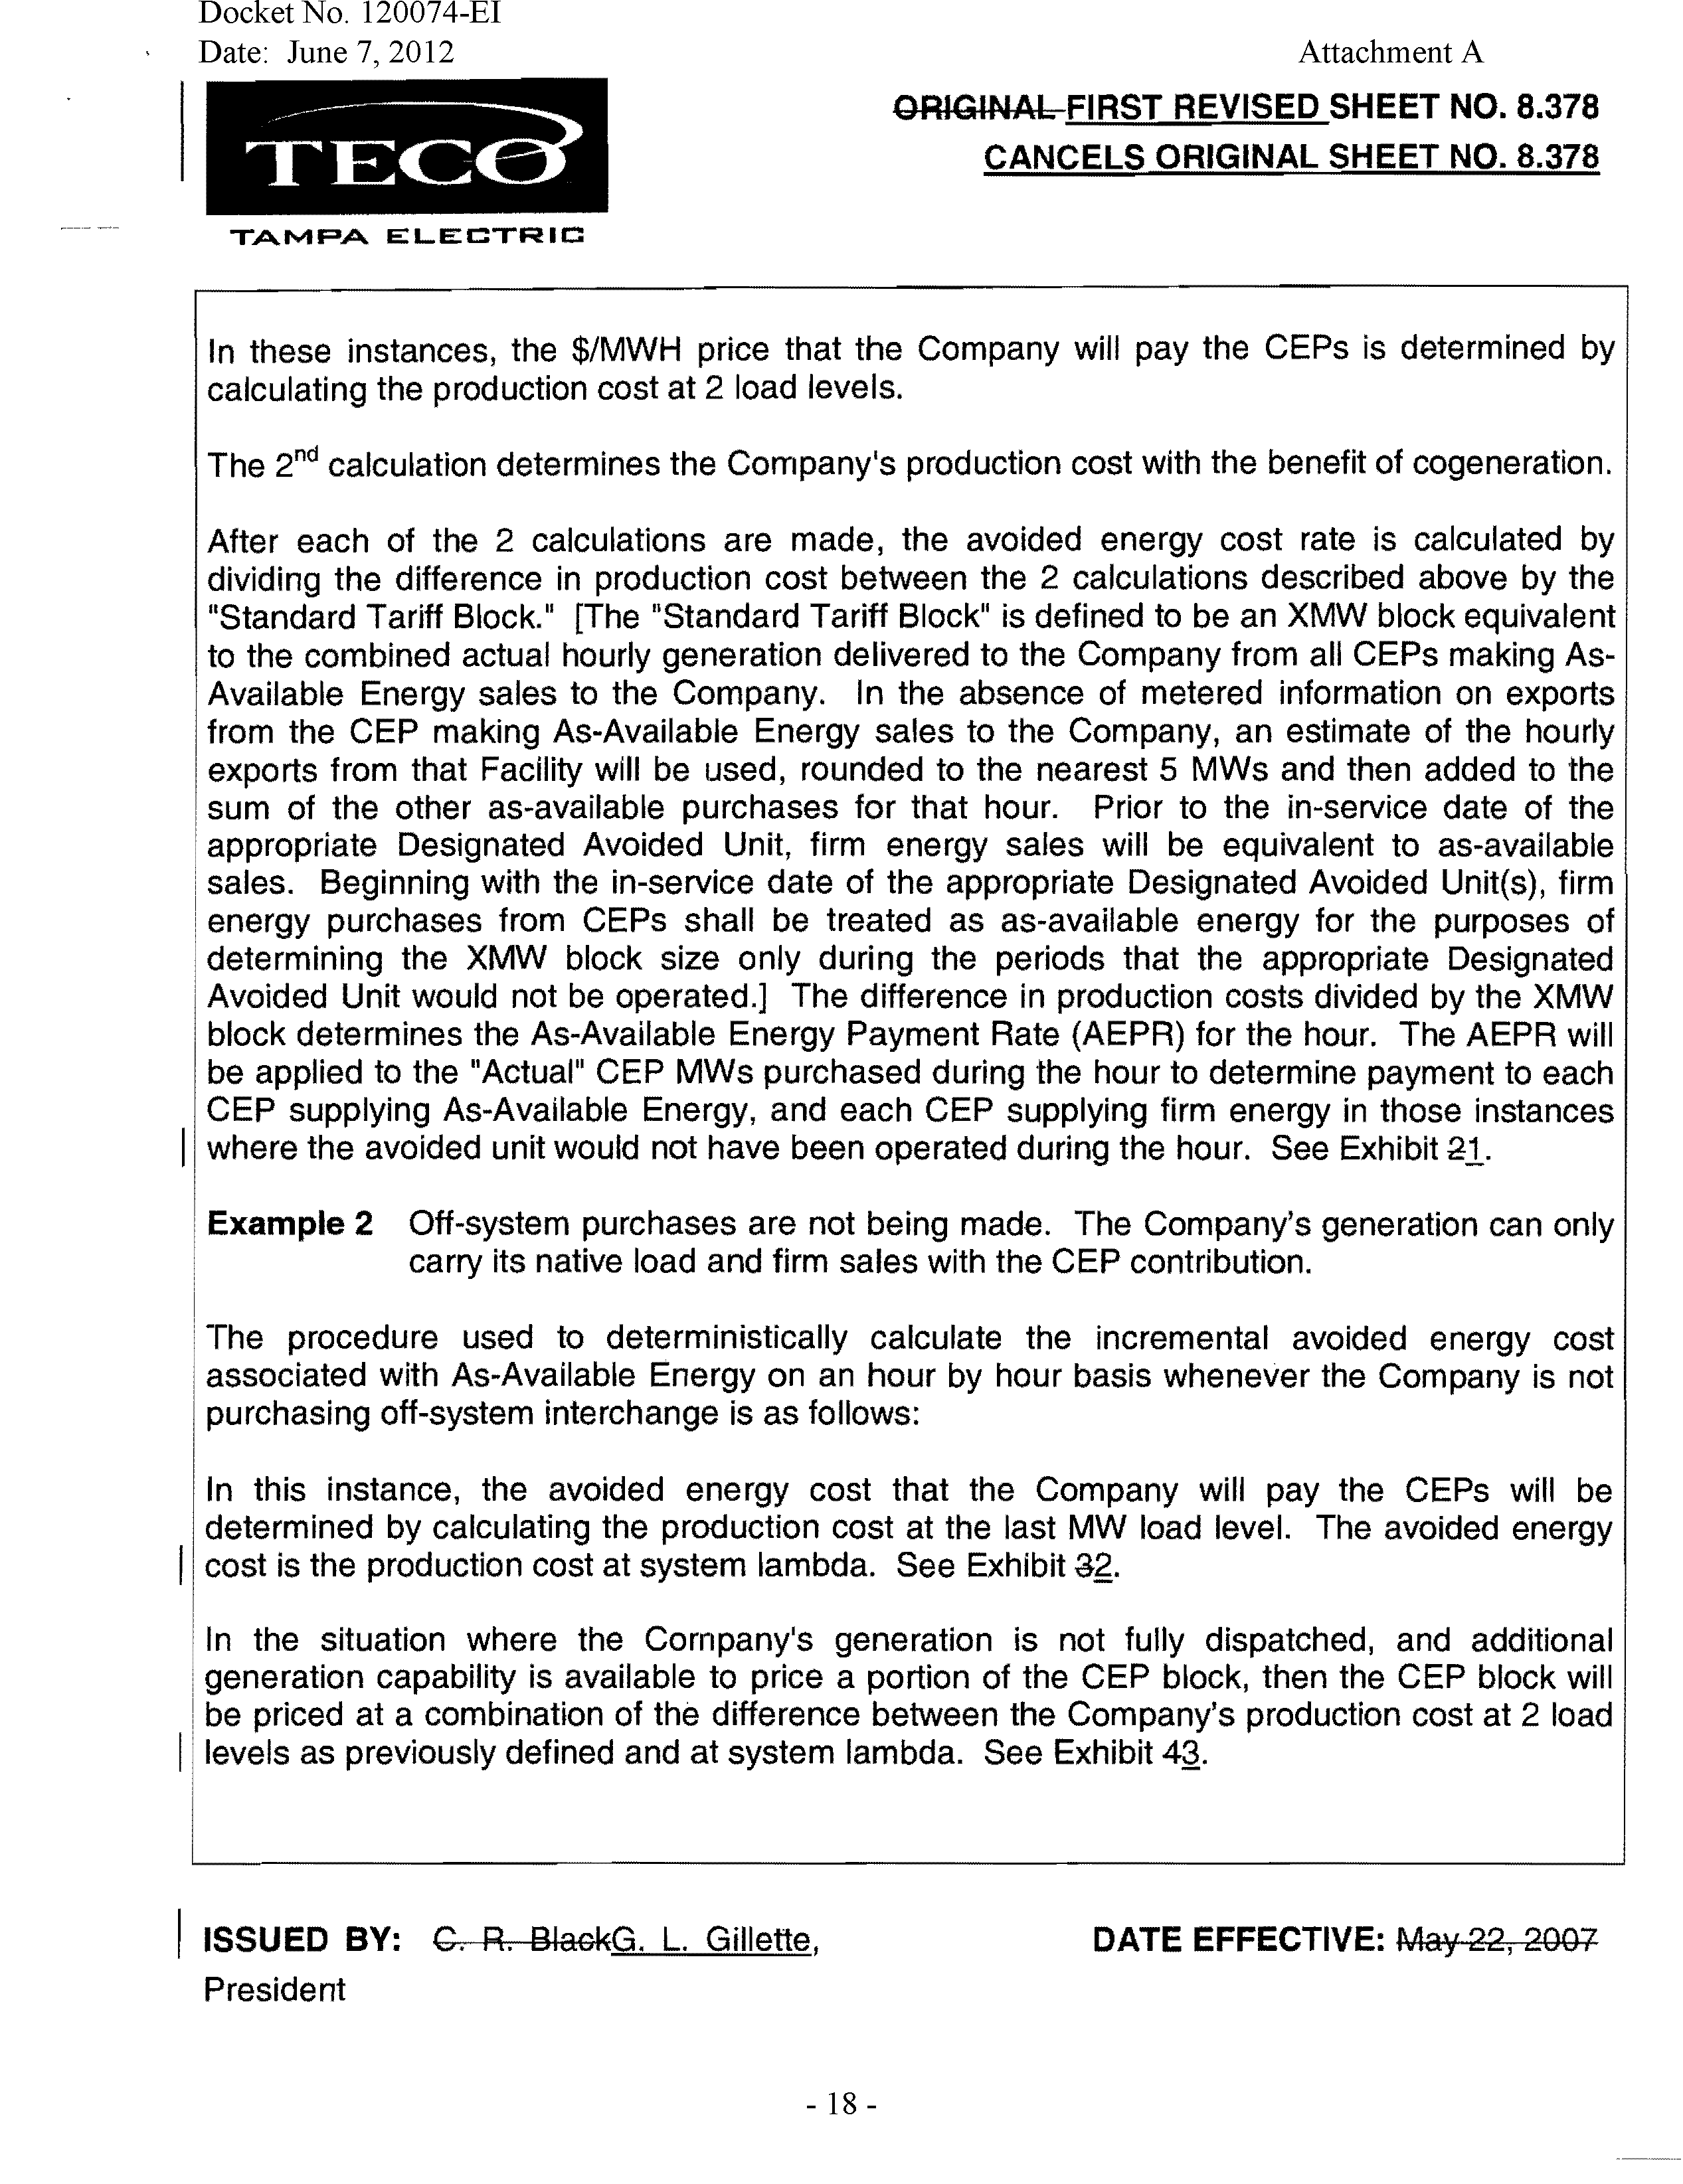 Docket No. 120074-EI
Date: June 7, 2012
Attachment A
ORIGINAL FIRST REVISED SHEET NO. 8.378
CANCELS ORIGINAL SHEET NO. 8.378
TECO
TAMPA ELECTRIC
In these instances, the $/MWH price that the Company will pay the CEPs is determined by
calculating the production cost at 2 load levels.
The 2nd calculation determines the Company's production cost with the benefit of cogeneration.
After each of the 2 calculations are made, the avoided energy cost rate is calculated by
dividing the difference in production cost between the 2 calculations described above by the
"Standard Tariff Block." [The "Standard Tariff Block" is defined to be an XMW block equivalent
to the combined actual hourly generation delivered to the Company from all CEPs making As-
Available Energy sales to the Company. In the absence of metered information on exports
from the CEP making As-Available Energy sales to the Company, an estimate of the hourly
exports from that Facility will be used, rounded to the nearest 5 MWs and then added to the
sum of the other as-available purchases for that hour. Prior to the in-service date of the
appropriate Designated Avoided Unit, firm energy sales will be equivalent to as-available
sales. Beginning with the in-service date of the appropriate Designated Avoided Unit(s), firm
energy purchases from CEPs shall be treated as as-available energy for the purposes of
determining the XMW block size only during the periods that the appropriate Designated
Avoided Unit would not be operated.] The difference in production costs divided by the XMW
block determines the As-Available Energy Payment Rate (AEPR) for the hour. The AEPR will
be applied to the "Actual" CEP MWs purchased during the hour to determine payment to each
CEP supplying As-Available Energy, and each CEP supplying firm energy in those instances
where the avoided unit would not have been operated during the hour. See Exhibit 21.
Example 2 Off-system purchases are not being made. The Company's generation can only
carry its native load and firm sales with the CEP contribution.
The procedure used to deterministically calculate the incremental avoided energy cost
associated with As-Available Energy on an hour by hour basis whenever the Company is not
purchasing off-system interchange is as follows:
In this instance, the avoided energy cost that the Company will pay the CEPs will be
determined by calculating the production cost at the last MW load level. The avoided energy
cost is the production cost at system lambda. See Exhibit 32.
In the situation where the Company's generation is not fully dispatched, and additional
generation capability is available to price a portion of the CEP block, then the CEP block will
be priced at a combination of the difference between the Company's production cost at 2 load
levels as previously defined and at system lambda. See Exhibit 43.
ISSUED BY: C. R. BlackG. L. Gillette,
President
DATE EFFECTIVE: May 22, 2007
- 18 -